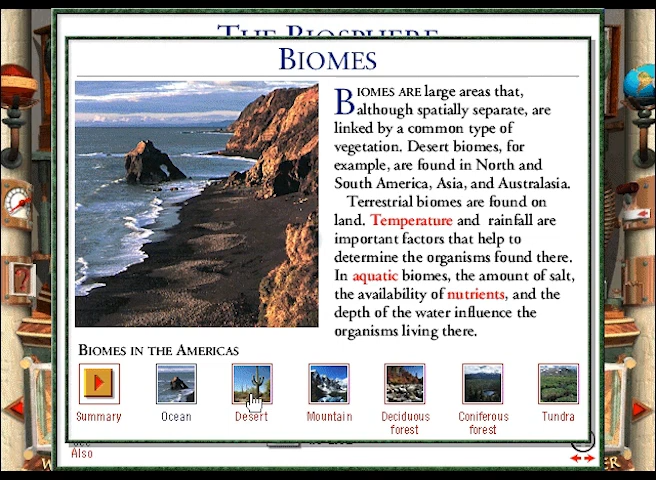 THE BIOSPHERE
BIOMES
BIOMES ARE large areas that,
although spatially separate, are
linked by a common type of
vegetation. Desert biomes, for
example, are found in North and
South America, Asia, and Australasia.
Terrestrial biomes are found on
land. Temperature and rainfall are
important factors that help to
determine the organisms found there.
In aquatic biomes, the amount of salt,
the availability of nutrients, and the
depth of the water influence the
organisms living there.
BIOMES IN THE AMERICAS
Summary
Ocean
Desert
Mountain
Deciduous
forest
Coniferous
forest
Tundra
Also